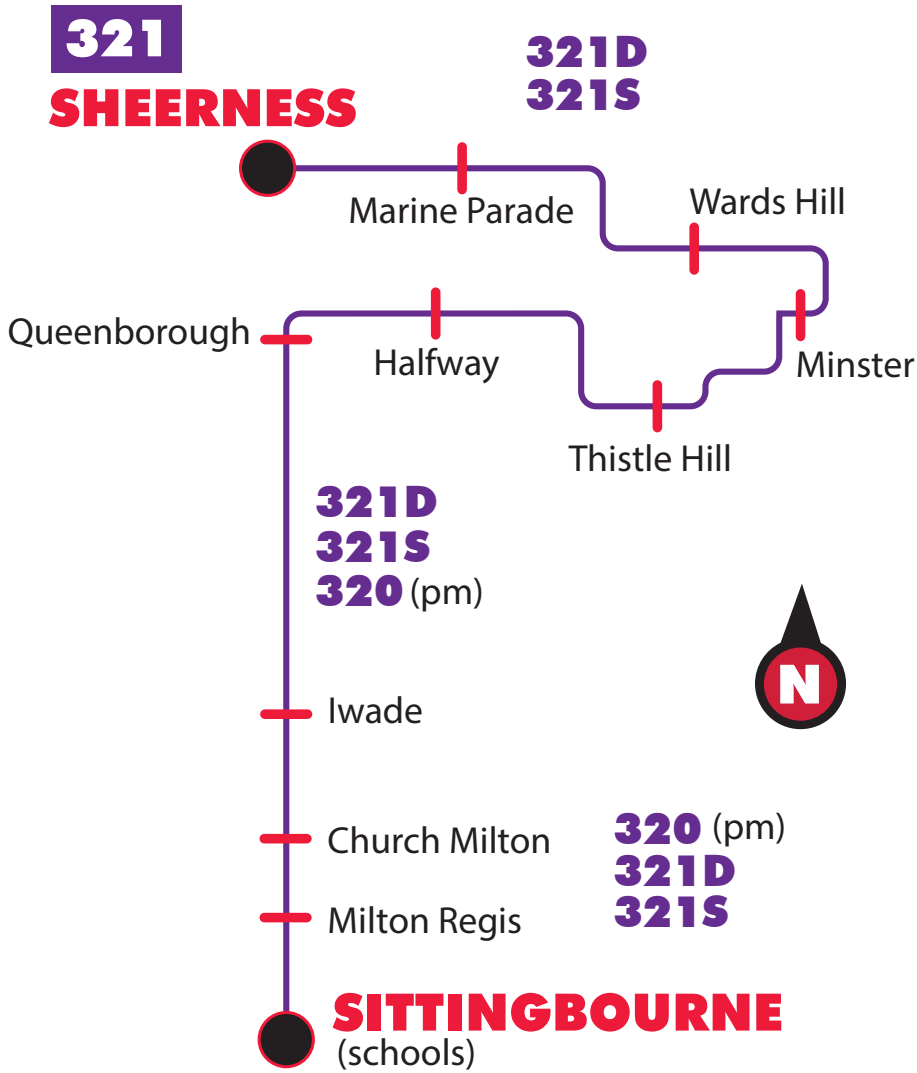 321
SHEERNESS
321D
321S
Marine Parade
Wards Hill
Queenborough
Halfway
Minster
Thistle Hill
321D
321S
320 (pm)
N
Iwade
Church Milton
320 (pm)
321D
321S
Milton Regis
SITTINGBOURNE
(schools)